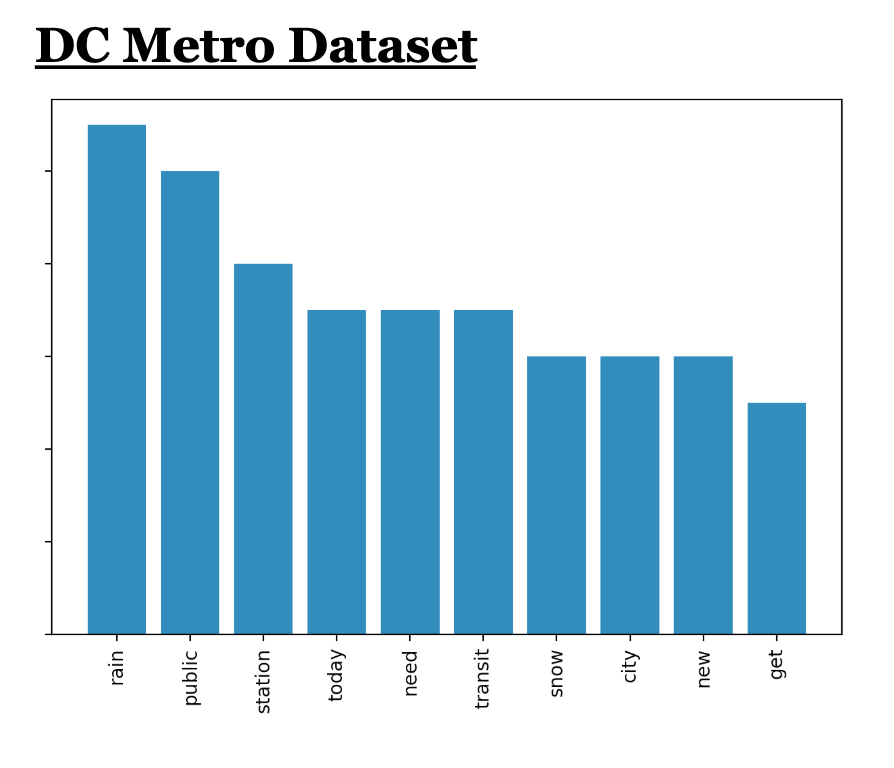 DC Metro Dataset
rain
public
station
today
need
transit
snow
city
new
get